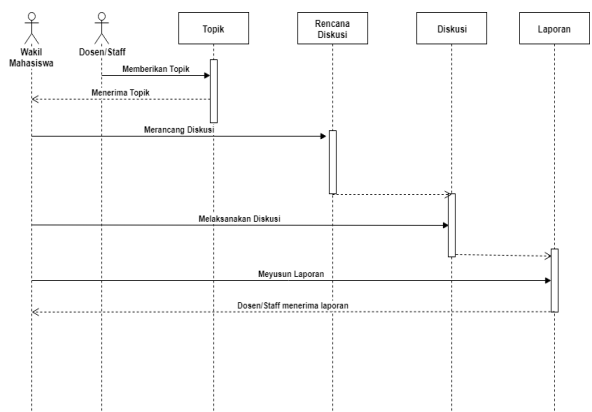 Wakil
Mahasiswa
Dosen/Staff
Topik
Rencana
Diskusi
Diskusi
Laporan
Memberikan Topik
Menerima Topik
Merancang Diskusi
Melaksanakan Diskusi
Meyusun Laporan
Dosen/Staff menerima laporan